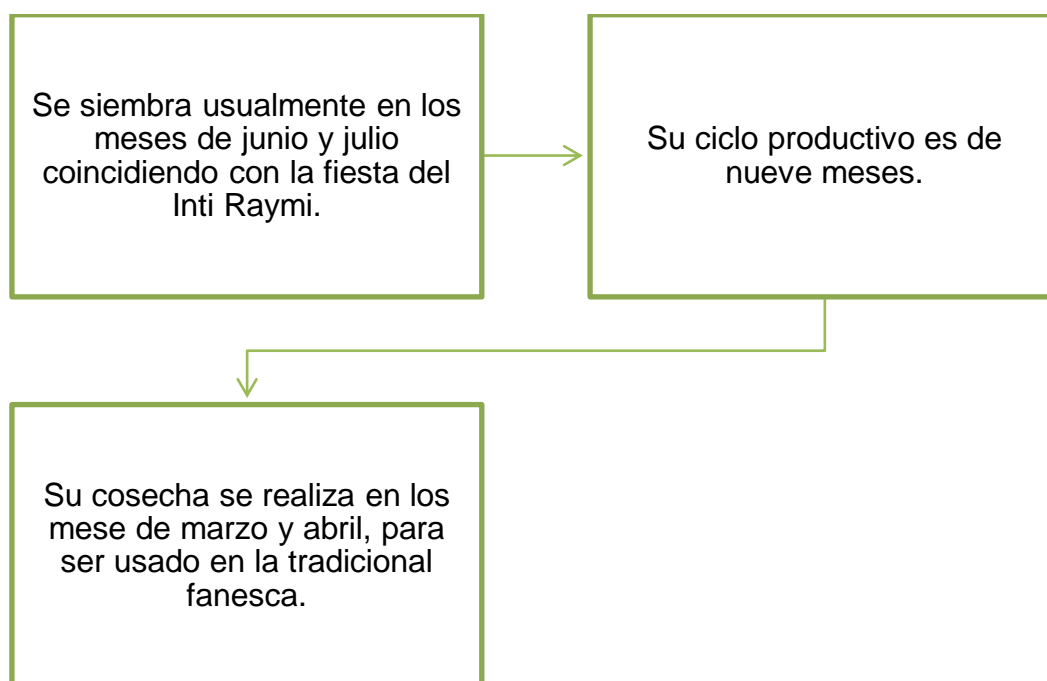 Se siembra usualmente en los
meses de junio y julio
coincidiendo con la fiesta del
Inti Raymi.
Su ciclo productivo es de
nueve meses.
Su cosecha se realiza en los
mese de marzo y abril, para
ser usado en la tradicional
fanesca.